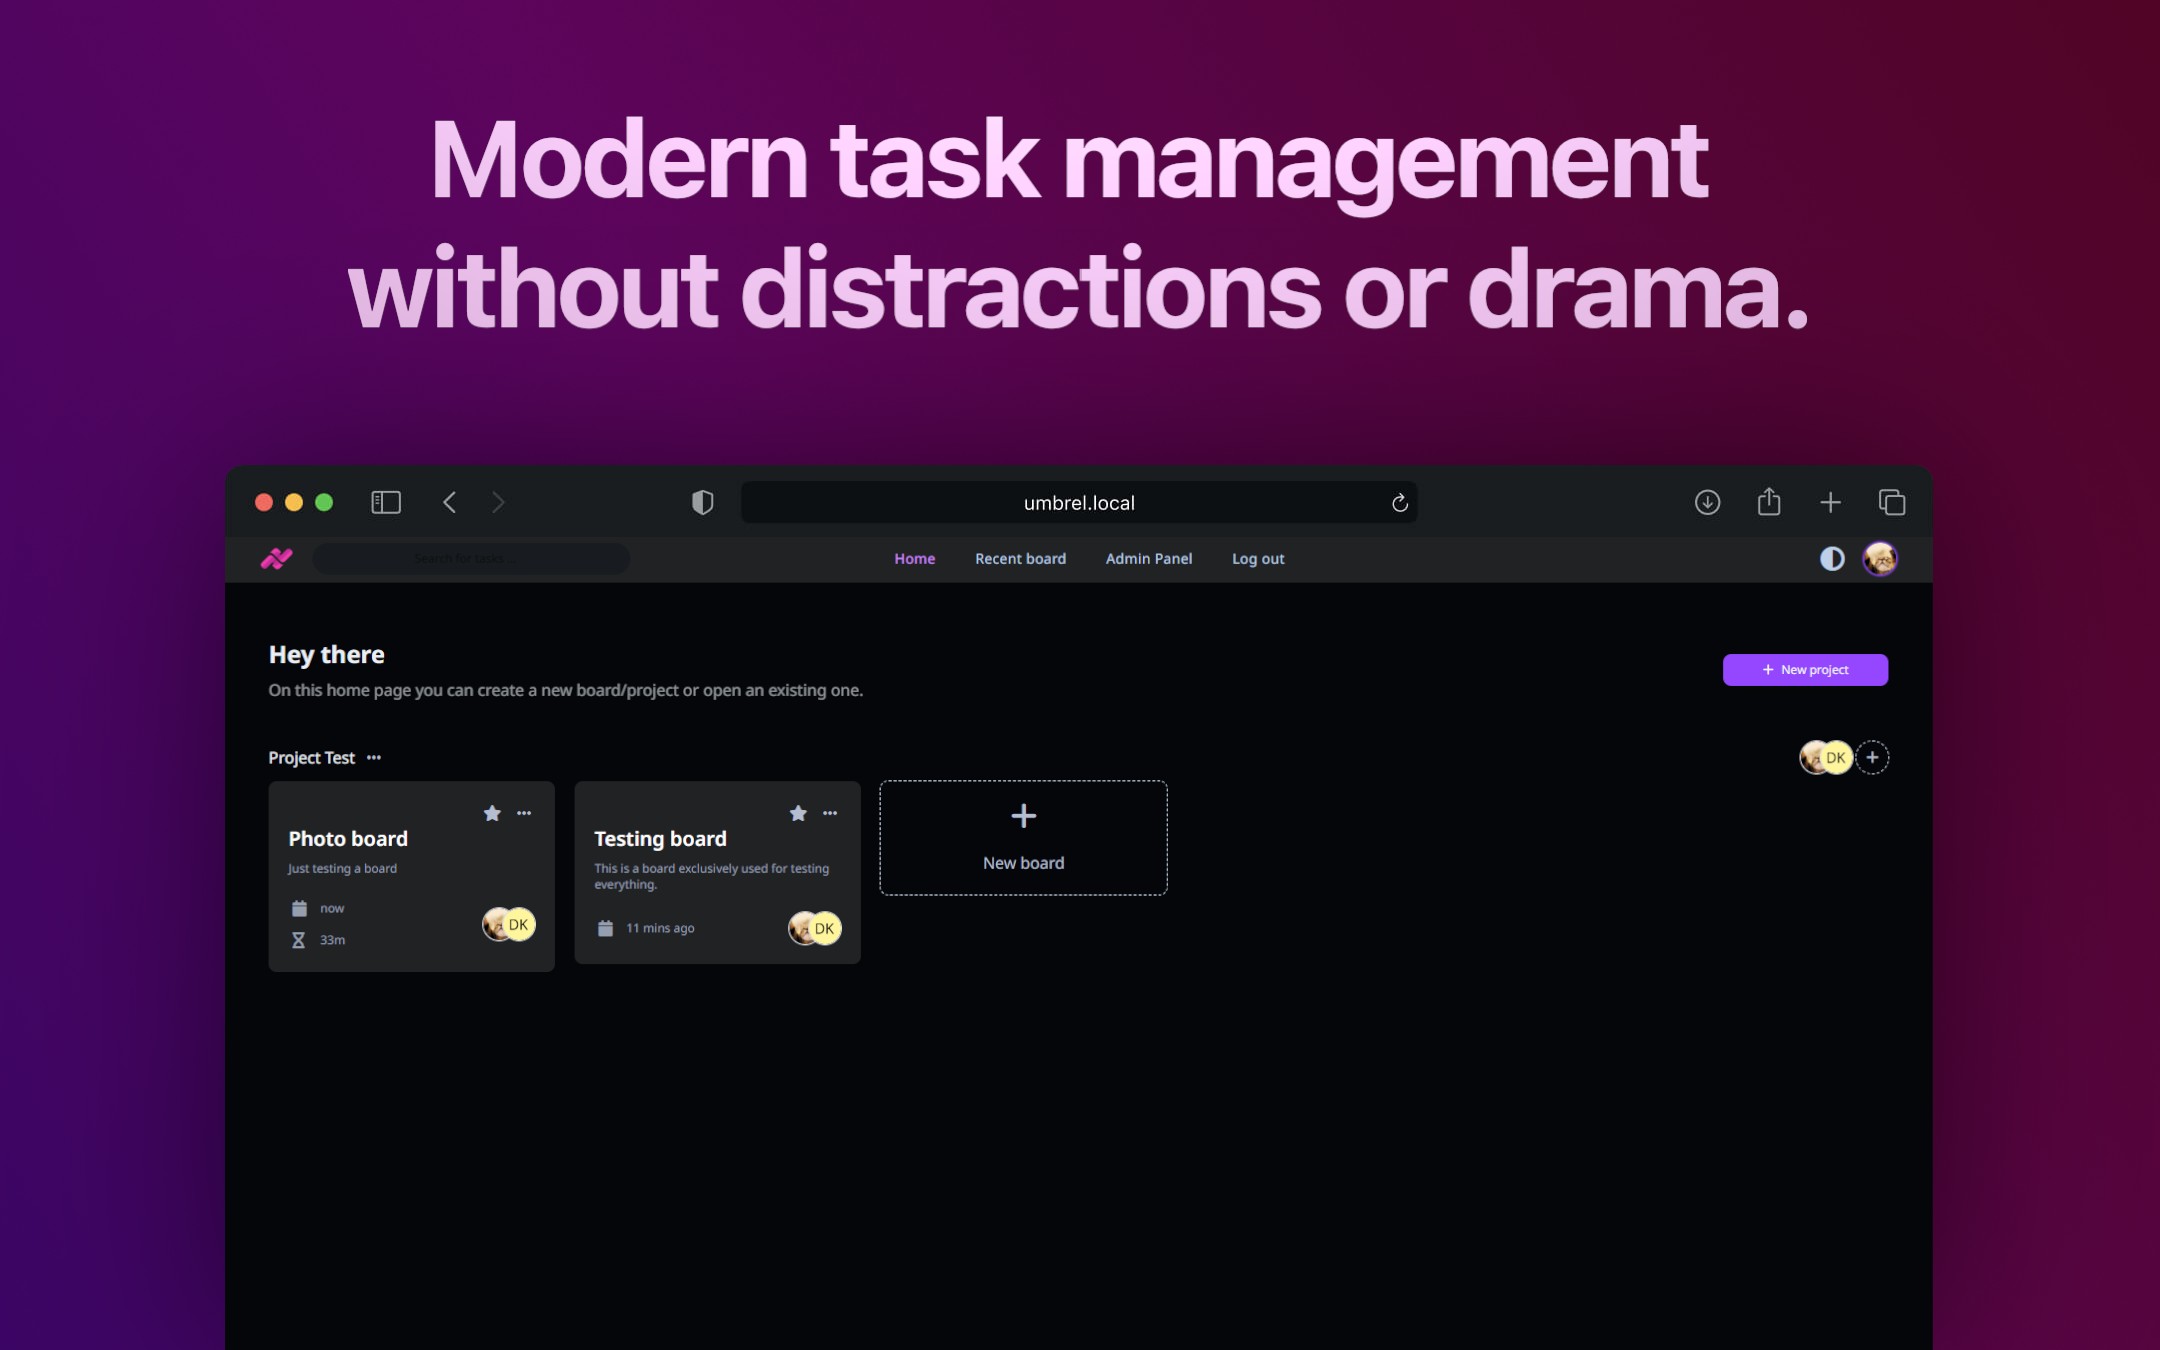 Modern task management
without distractions or drama.
umbrel.local
Search for tasks ...
Home
Recent board
Admin Panel
Log out
Hey there
On this home page you can create a new board/project or open an existing one.
+ New project
Project Test
DK
Photo board
Just testing a board
now
33m
DK
Testing board
This is a board exclusively used for testing
everything.
11 mins ago
DK
New board